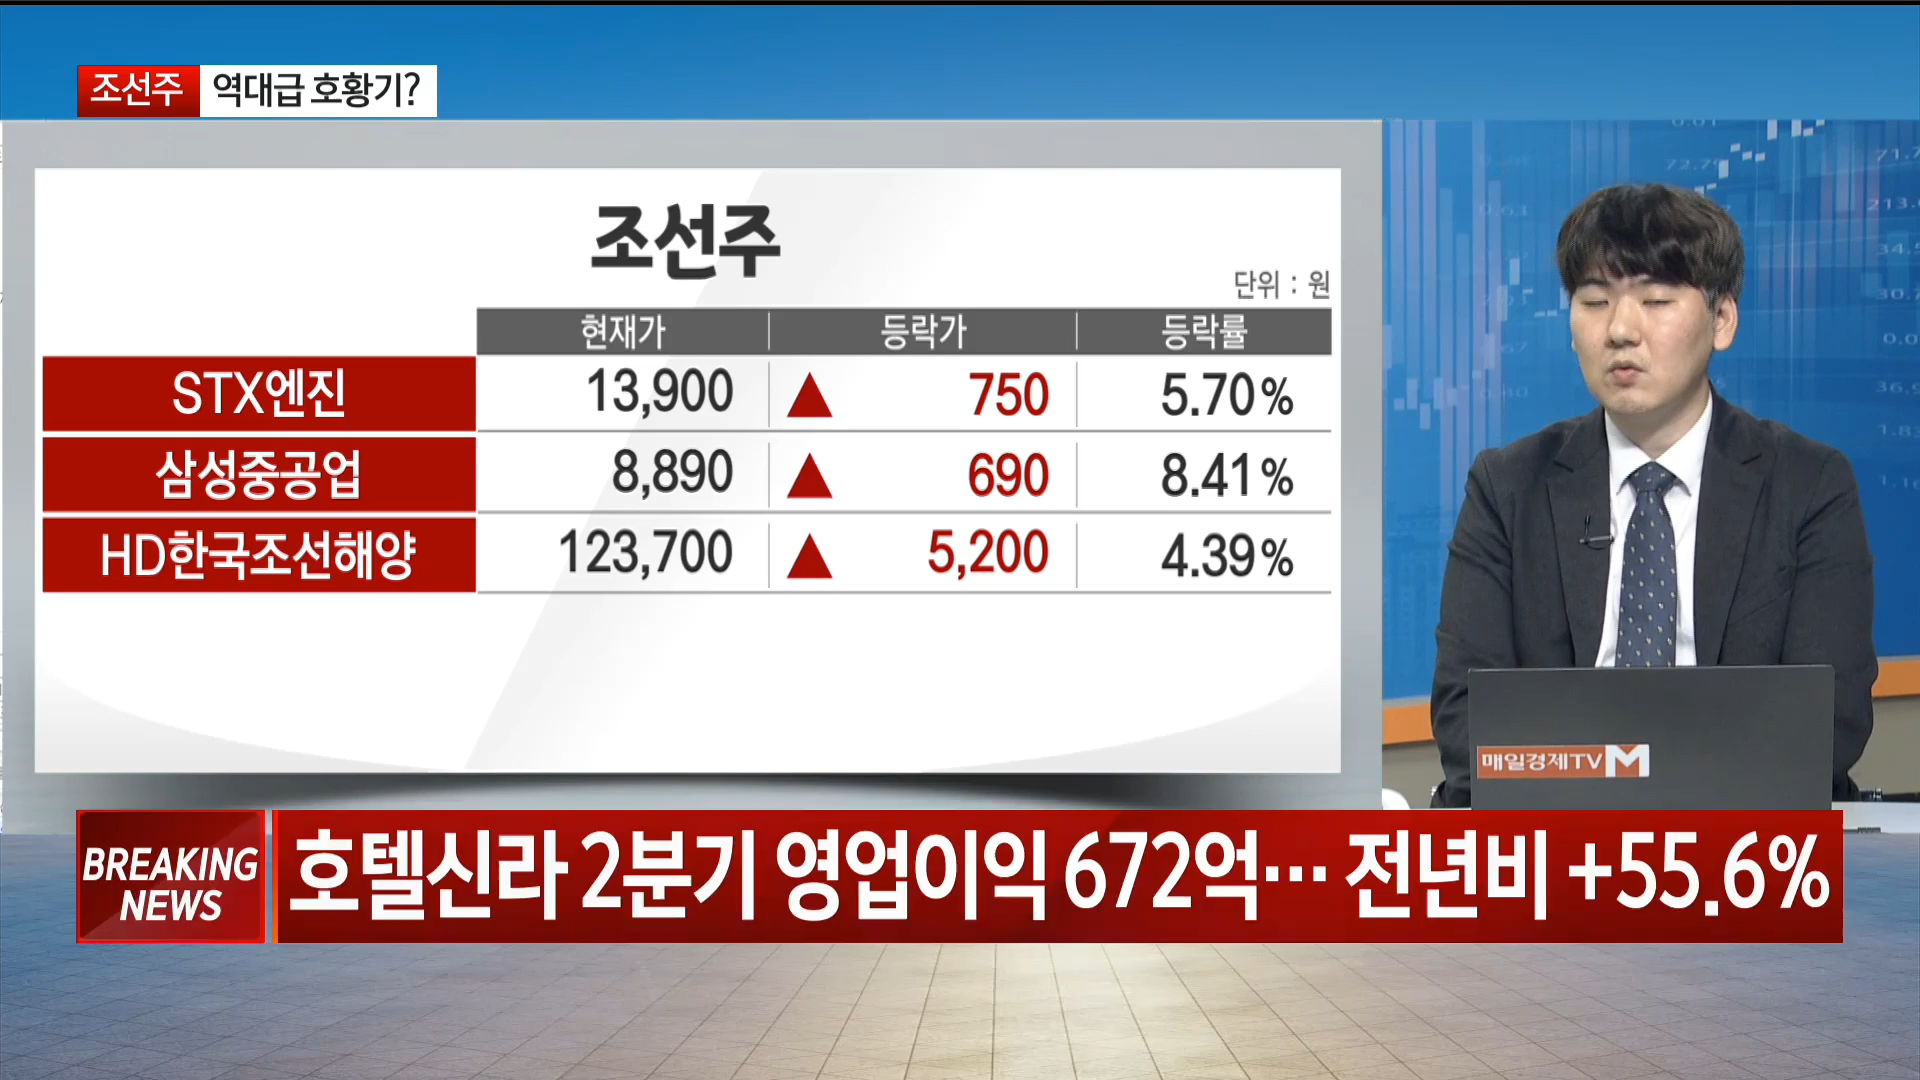 조선주 역대급 호황기?
조선주
단위 : 원
현재가 등락가 등락률
STX엔진 13,900 ▲ 750 5.70%
삼성중공업 8,890 ▲ 690 8.41%
HD한국조선해양 123,700 ▲ 5,200 4.39%
매일경제TV M
BREAKING
NEWS
호텔신라 2분기 영업이익 672억… 전년비 +55.6%